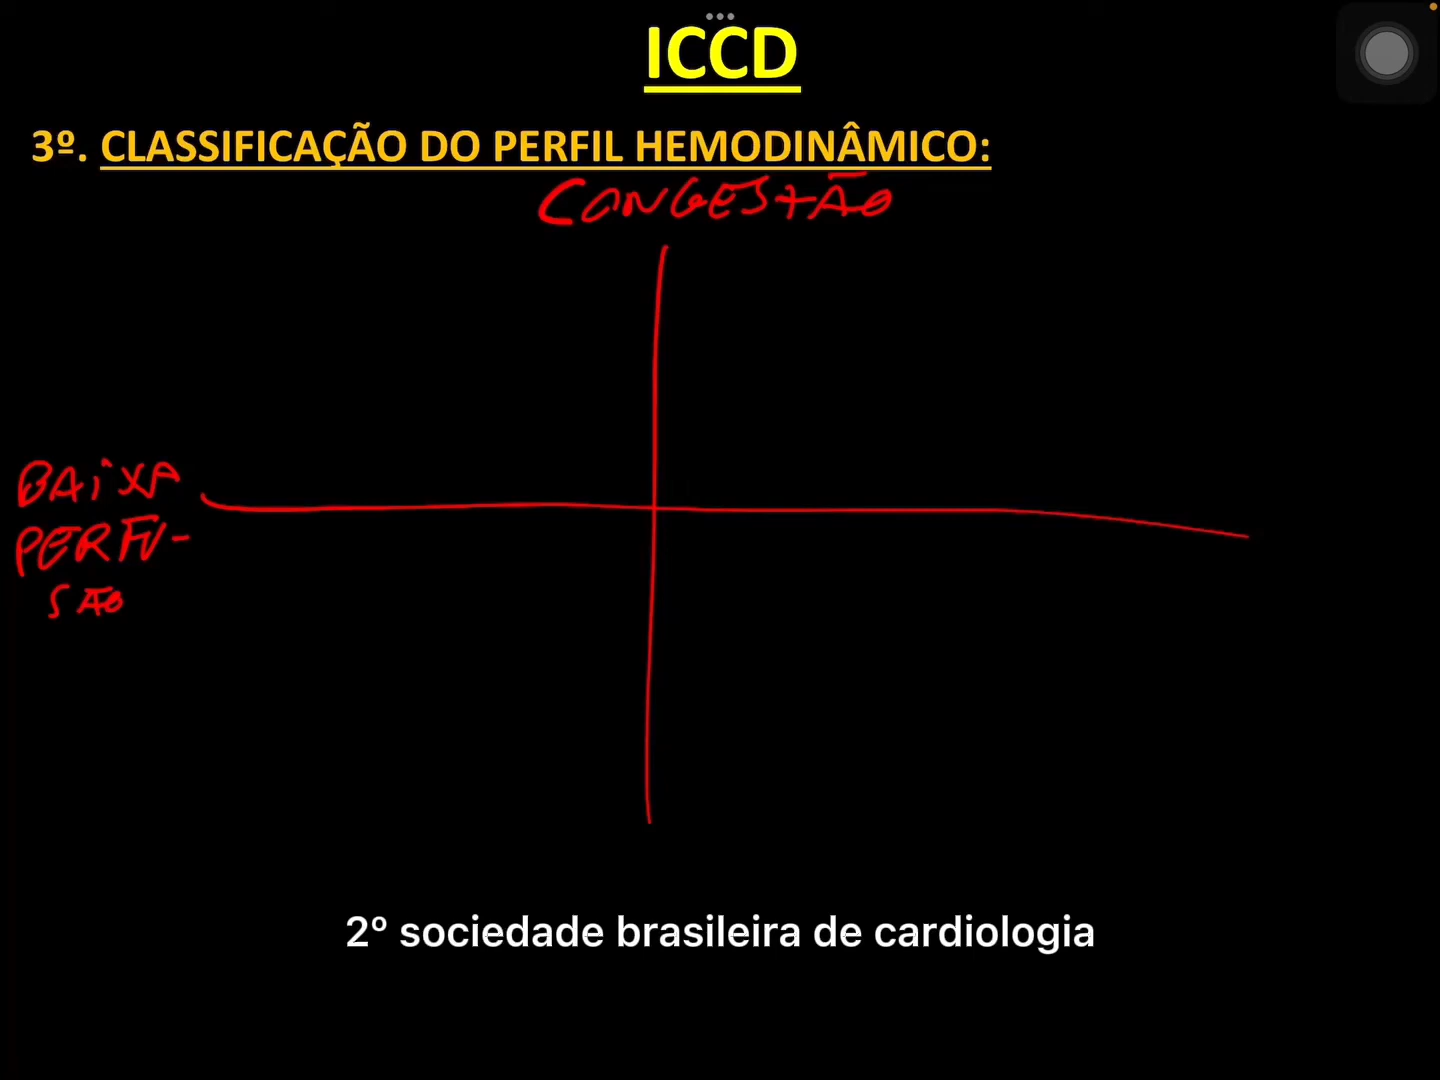 ICCD
3º. CLASSIFICAÇÃO DO PERFIL HEMODINÂMICO:
CONGESTÃO
BAIXA
PERFU-
SÃO
2º sociedade brasileira de cardiologia